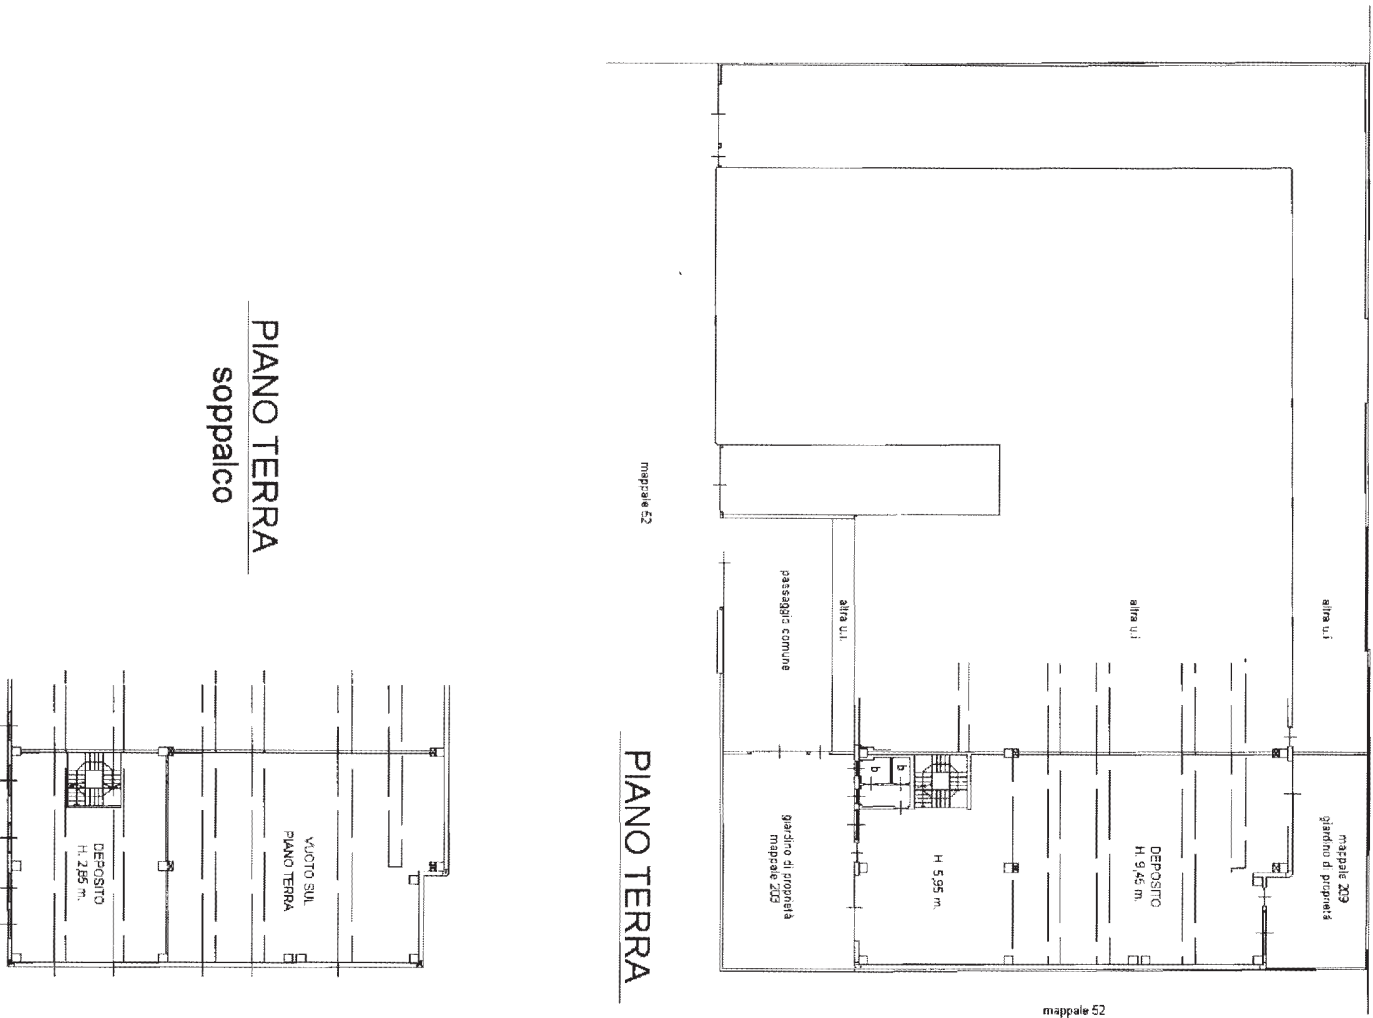 PIANO TERRA
soppalco
mappale 52
passaggio comune
altra u.i.
altra u.i
altra u.i
PIANO TERRA
b
b
H 5,95 m.
DEPOSITO
H. 9,45 m.
mappale 209
giardino di proprietà
giardino di proprietà
mappale 203
VUOTO SUL
PIANO TERRA
DEPOSITO
H. 2,85 m.
mappale 52